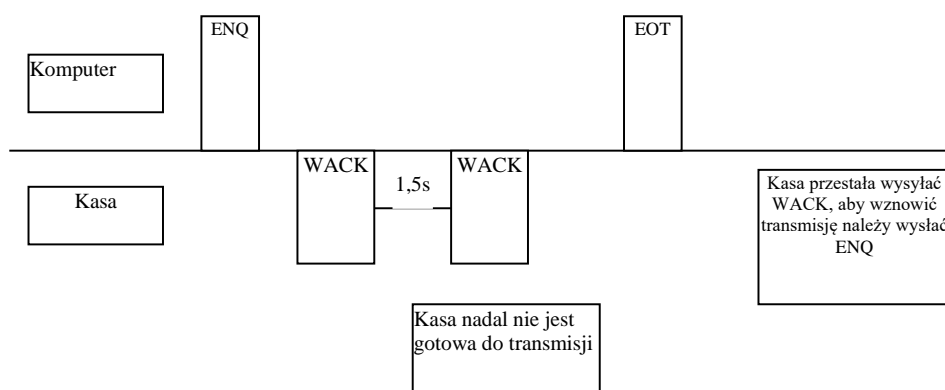 ENQ
EOT
Komputer
WACK
WACK
1,5s
Kasa
Kasa przestała wysyłać
WACK, aby wznowić
transmisję należy wysłać
ENQ
Kasa nadal nie jest
gotowa do transmisji